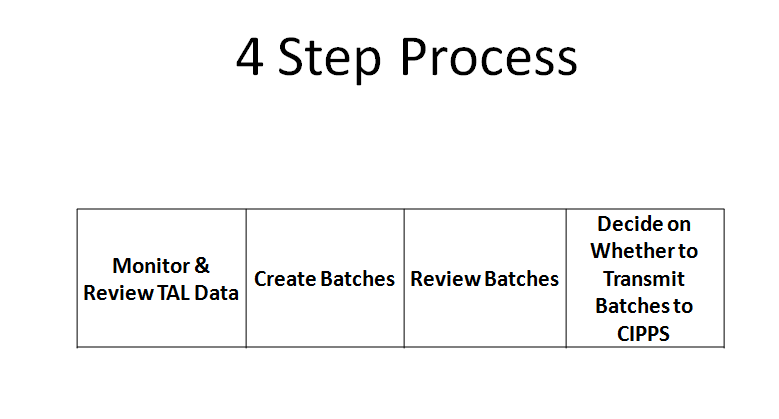 4 Step Process
Monitor &
Review TAL Data
Create Batches
Review Batches
Decide on
Whether to
Transmit
Batches to
CIPPS